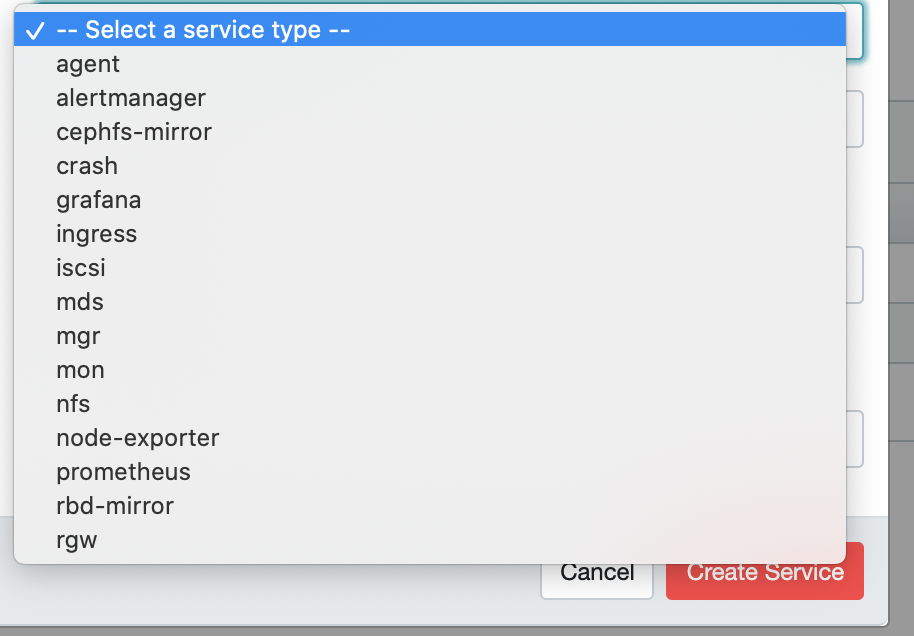 ✓ -- Select a service type --
agent
alertmanager
cephfs-mirror
crash
grafana
ingress
iscsi
mds
mgr
mon
nfs
node-exporter
prometheus
rbd-mirror
rgw
Cancel Create Service